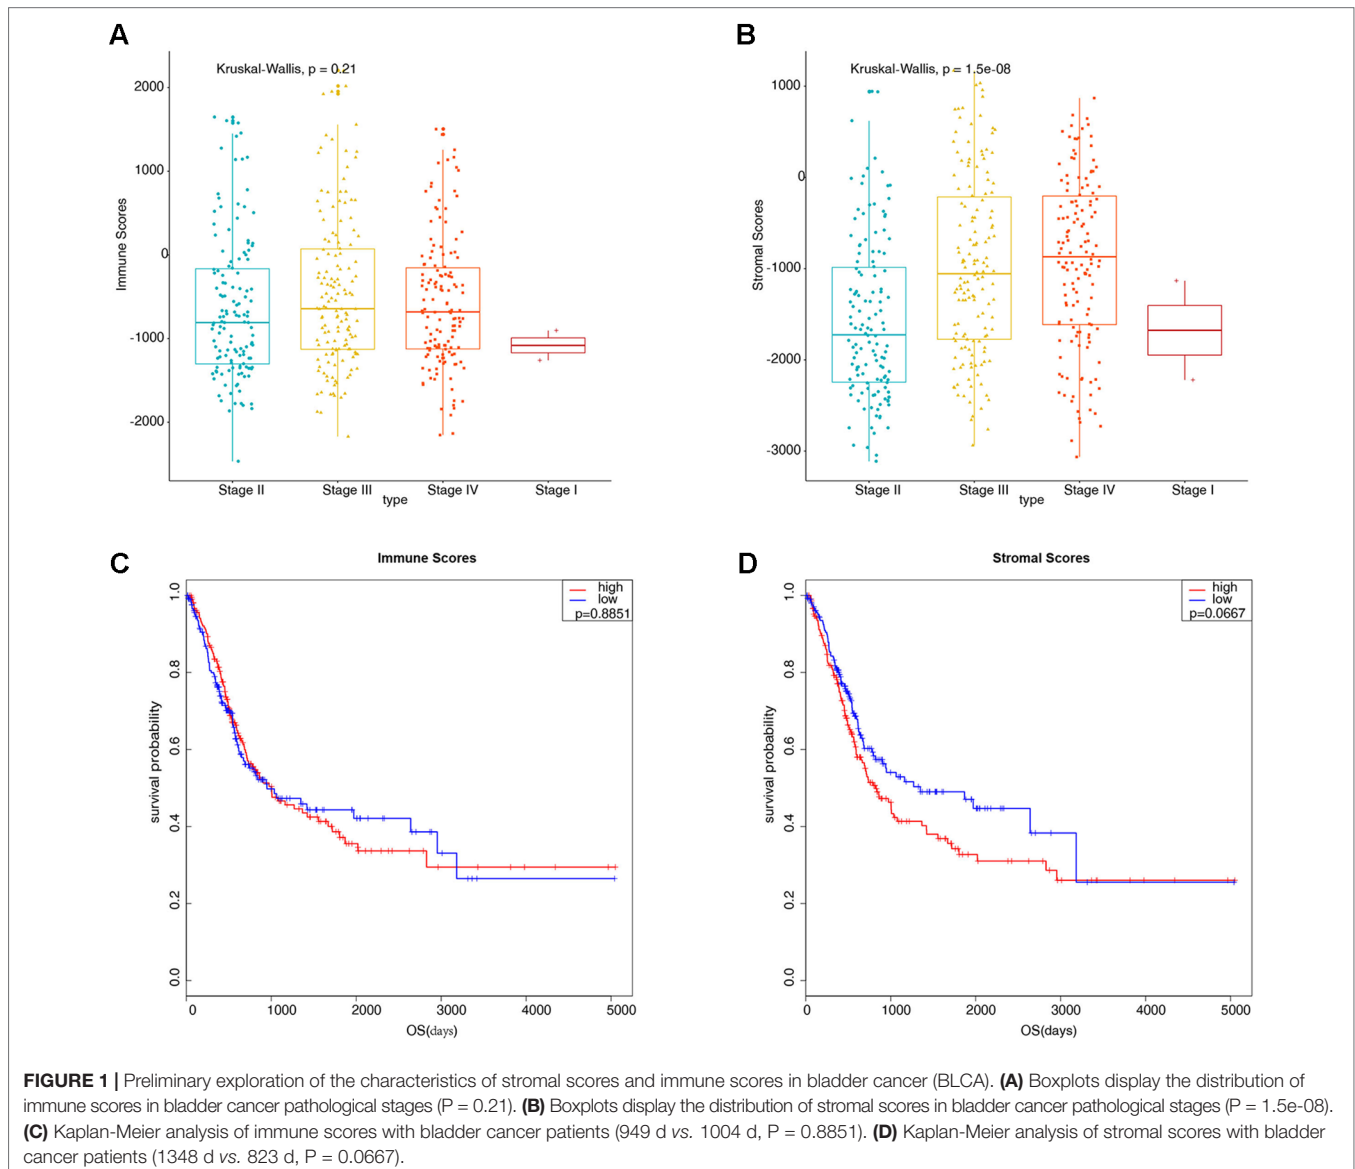 A
B
Kruskal-Wallis, p = 0.21
2000
1000
0
-1000
-2000
Immune Scores
Stage II
Stage III
Stage IV
Stage I
type
Kruskal-Wallis, p = 1.5e-08
1000
0
-1000
-2000
-3000
Stromal Scores
Stage II
Stage III
Stage IV
Stage I
type
C
Immune Scores
high
low
p=0.8851
1.0
0.8
0.6
0.4
0.2
0.0
survival probability
0
1000
2000
3000
4000
5000
OS(days)
D
Stromal Scores
high
low
p=0.0667
1.0
0.8
0.6
0.4
0.2
0.0
survival probability
0
1000
2000
3000
4000
5000
OS(days)
FIGURE 1 | Preliminary exploration of the characteristics of stromal scores and immune scores in bladder cancer (BLCA). (A) Boxplots display the distribution of
immune scores in bladder cancer pathological stages (P = 0.21). (B) Boxplots display the distribution of stromal scores in bladder cancer pathological stages (P = 1.5e-08).
(C) Kaplan-Meier analysis of immune scores with bladder cancer patients (949 d vs. 1004 d, P = 0.8851). (D) Kaplan-Meier analysis of stromal scores with bladder
cancer patients (1348 d vs. 823 d, P = 0.0667).